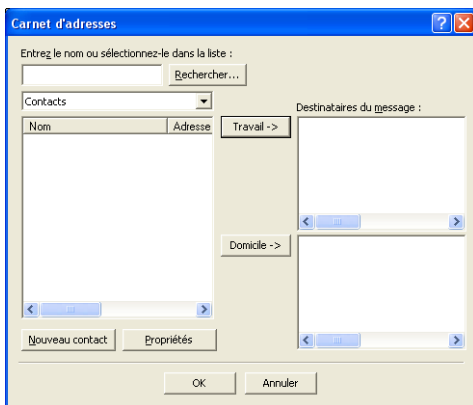 Carnet d'adresses
Entrez le nom ou sélectionnez-le dans la liste :
Rechercher...
Contacts
Destinataires du message :
Nom Adresse
Travail ->
Domicile ->
Nouveau contact Propriétés
OK Annuler